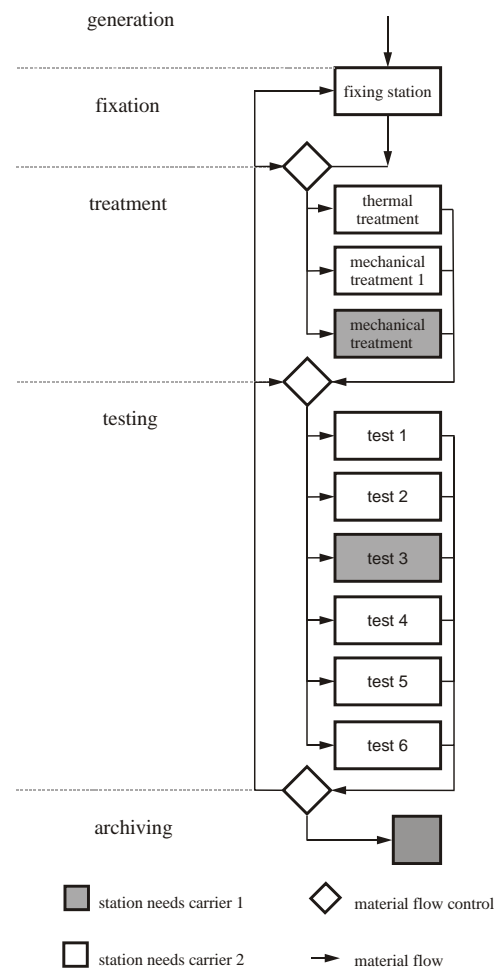 generation
fixing station
fixation
treatment
thermal
treatment
mechanical
treatment 1
mechanical
treatment
testing
test 1
test 2
test 3
test 4
test 5
test 6
archiving
station needs carrier 1
material flow control
station needs carrier 2
material flow